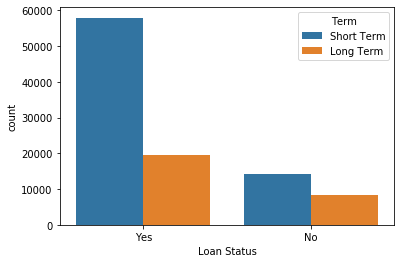 60000
50000
40000
30000
20000
10000
0
count
Term
Short Term
Long Term
Yes
No
Loan Status